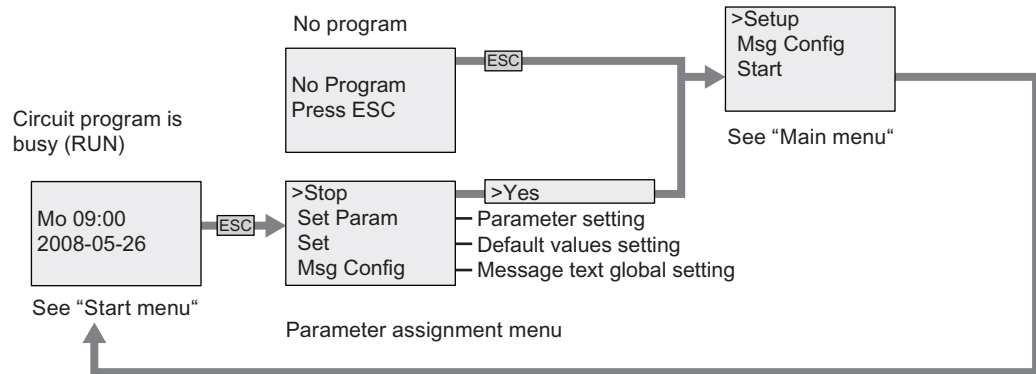 No program
No Program
Press ESC
ESC
>Setup
Msg Config
Start
See “Main menu“
Circuit program is
busy (RUN)
Mo 09:00
2008-05-26
See “Start menu“
ESC
>Stop
Set Param
Set
Msg Config
>Yes
Parameter setting
Default values setting
Message text global setting
Parameter assignment menu